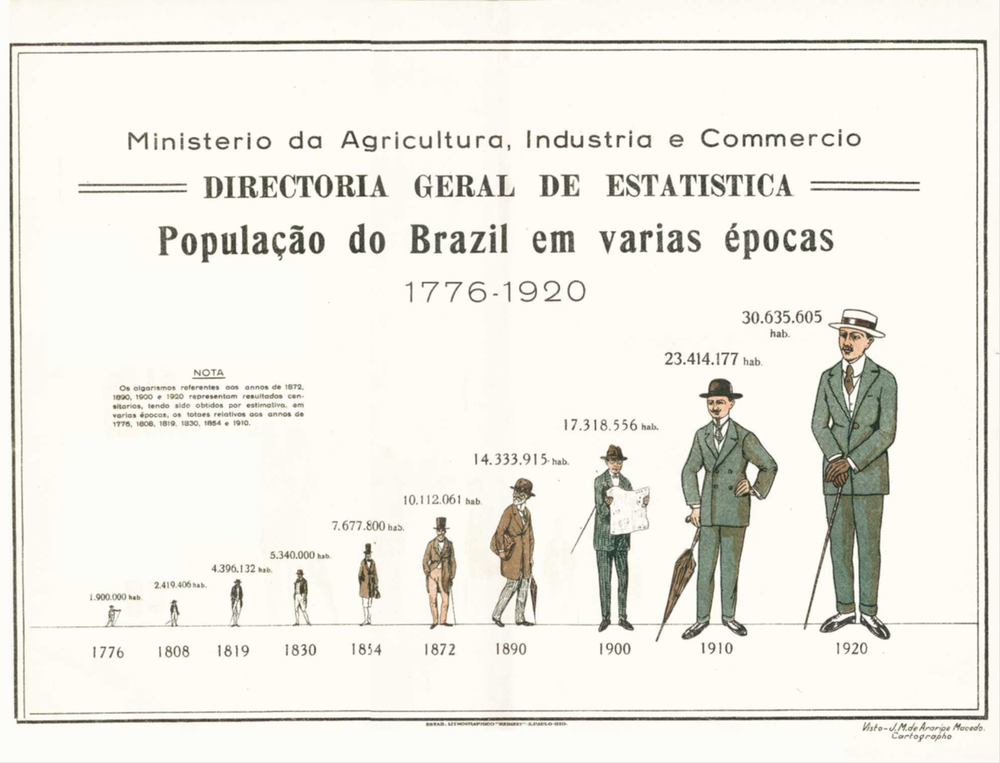 Ministerio da Agricultura, Industria e Commercio
DIRECTORIA GERAL DE ESTATISTICA
População do Brazil em varias épocas
1776-1920
30.635.605
hab.
23.414.177 hab.
NOTA
Os algarismos referentes aos annos de 1872,
1890, 1900 e 1920 representam resultados cen-
sitarios, tendo sido obtidos por estimativa, em
varias épocas, os totaes relativos aos annos de
1776, 1808, 1819, 1830, 1854 e 1910.
17.318.556 hab.
14.333.915 hab.
10.112.061 hab.
7.677.800 hab.
5.340.000 hab.
4.396.132 hab.
2.419.406 hab.
1.900.000 hab.
1776 1808 1819 1830 1854 1872 1890 1900 1910 1920
ESTAB. LITHOGRAPHICO S.PAULO-RIO.
Visto-J.M.de Araripe Macedo.
Cartographo